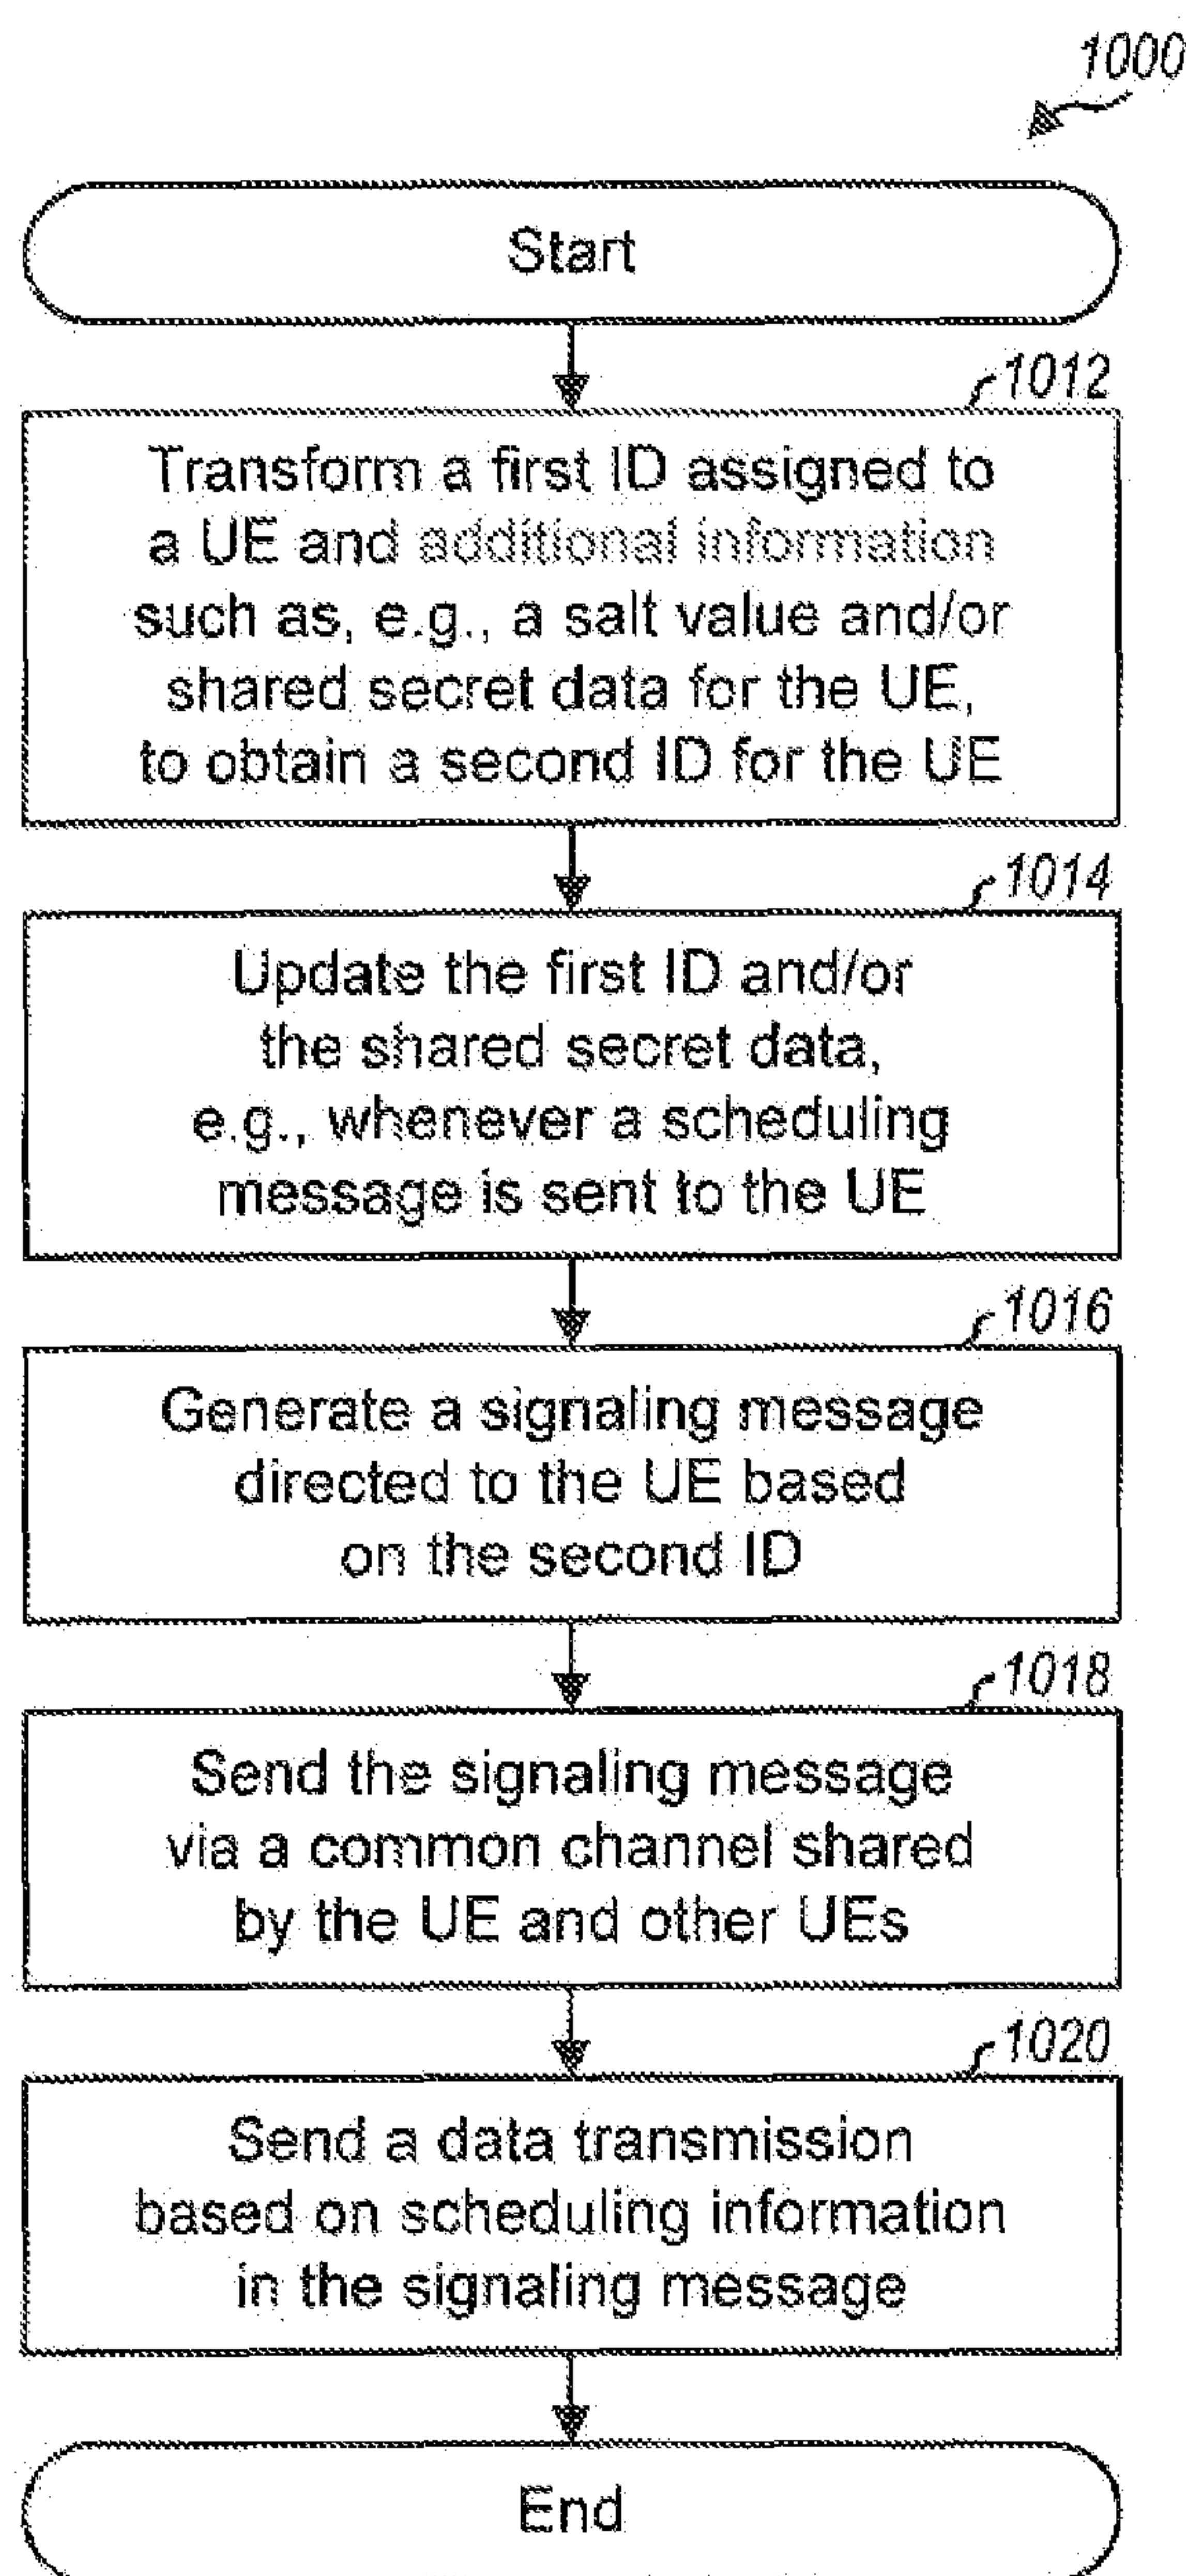 1000
Start
1012
Transform a first ID assigned to
a UE and additional information
such as, e.g., a salt value and/or
shared secret data for the UE,
to obtain a second ID for the UE
1014
Update the first ID and/or
the shared secret data,
e.g., whenever a scheduling
message is sent to the UE
1016
Generate a signaling message
directed to the UE based
on the second ID
1018
Send the signaling message
via a common channel shared
by the UE and other UEs
1020
Send a data transmission
based on scheduling information
in the signaling message
End